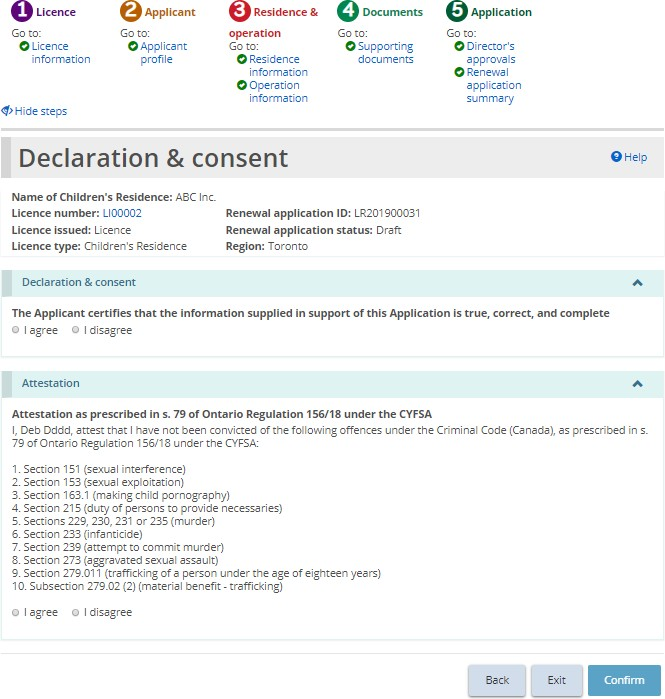 1 Licence
Go to:
Licence
information
2 Applicant
Go to:
Applicant
profile
3 Residence &
operation
Go to:
Residence
information
Operation
information
4 Documents
Go to:
Supporting
documents
5 Application
Go to:
Director's
approvals
Renewal
application
summary
Hide steps
Declaration & consent
Help
Name of Children's Residence: ABC Inc.
Licence number: LI00002 Renewal application ID: LR201900031
Licence issued: Licence Renewal application status: Draft
Licence type: Children's Residence Region: Toronto
Declaration & consent
The Applicant certifies that the information supplied in support of this Application is true, correct, and complete
I agree I disagree
Attestation
Attestation as prescribed in s. 79 of Ontario Regulation 156/18 under the CYFSA
I, Deb Dddd, attest that I have not been convicted of the following offences under the Criminal Code (Canada), as prescribed in s.
79 of Ontario Regulation 156/18 under the CYFSA:
1. Section 151 (sexual interference)
2. Section 153 (sexual exploitation)
3. Section 163.1 (making child pornography)
4. Section 215 (duty of persons to provide necessaries)
5. Sections 229, 230, 231 or 235 (murder)
6. Section 233 (infanticide)
7. Section 239 (attempt to commit murder)
8. Section 273 (aggravated sexual assault)
9. Section 279.011 (trafficking of a person under the age of eighteen years)
10. Subsection 279.02 (2) (material benefit - trafficking)
I agree I disagree
Back Exit Confirm